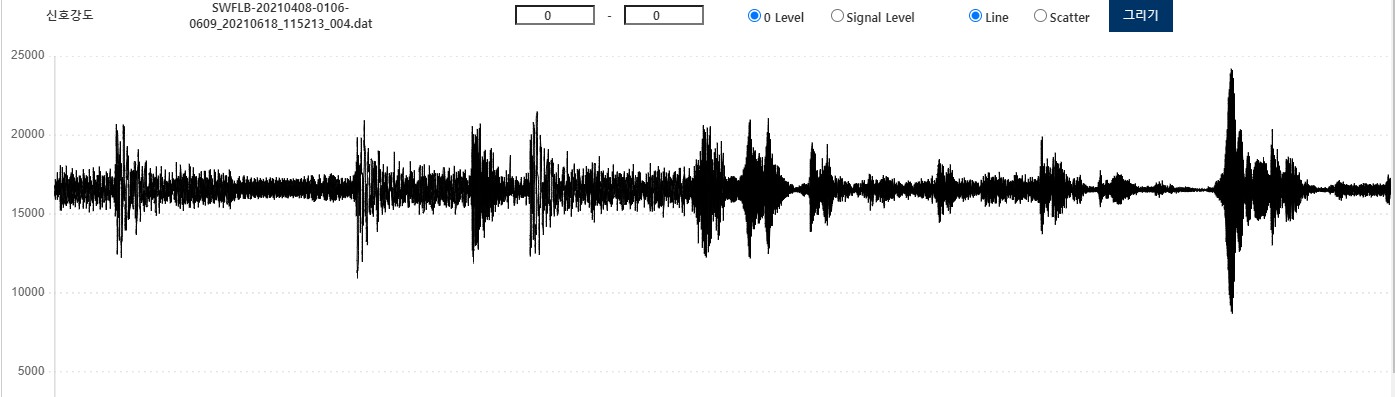 신호강도
SWFLB-20210408-0106-
0609_20210618_115213_004.dat
0 - 0
0 Level Signal Level
Line Scatter
그리기
25000
20000
15000
10000
5000